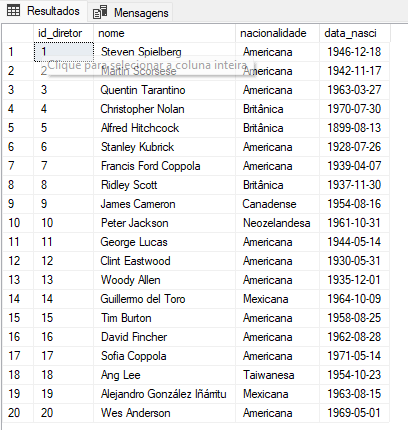 Resultados Mensagens
id_diretor nome nacionalidade data_nasci
1 1 Steven Spielberg Americana 1946-12-18
2 2 Martin Scorsese Americana 1942-11-17
Clique para selecionar a coluna inteira
3 3 Quentin Tarantino Americana 1963-03-27
4 4 Christopher Nolan Britânica 1970-07-30
5 5 Alfred Hitchcock Britânica 1899-08-13
6 6 Stanley Kubrick Americana 1928-07-26
7 7 Francis Ford Coppola Americana 1939-04-07
8 8 Ridley Scott Britânica 1937-11-30
9 9 James Cameron Canadense 1954-08-16
10 10 Peter Jackson Neozelandesa 1961-10-31
11 11 George Lucas Americana 1944-05-14
12 12 Clint Eastwood Americana 1930-05-31
13 13 Woody Allen Americana 1935-12-01
14 14 Guillermo del Toro Mexicana 1964-10-09
15 15 Tim Burton Americana 1958-08-25
16 16 David Fincher Americana 1962-08-28
17 17 Sofia Coppola Americana 1971-05-14
18 18 Ang Lee Taiwanesa 1954-10-23
19 19 Alejandro González Iñárritu Mexicana 1963-08-15
20 20 Wes Anderson Americana 1969-05-01